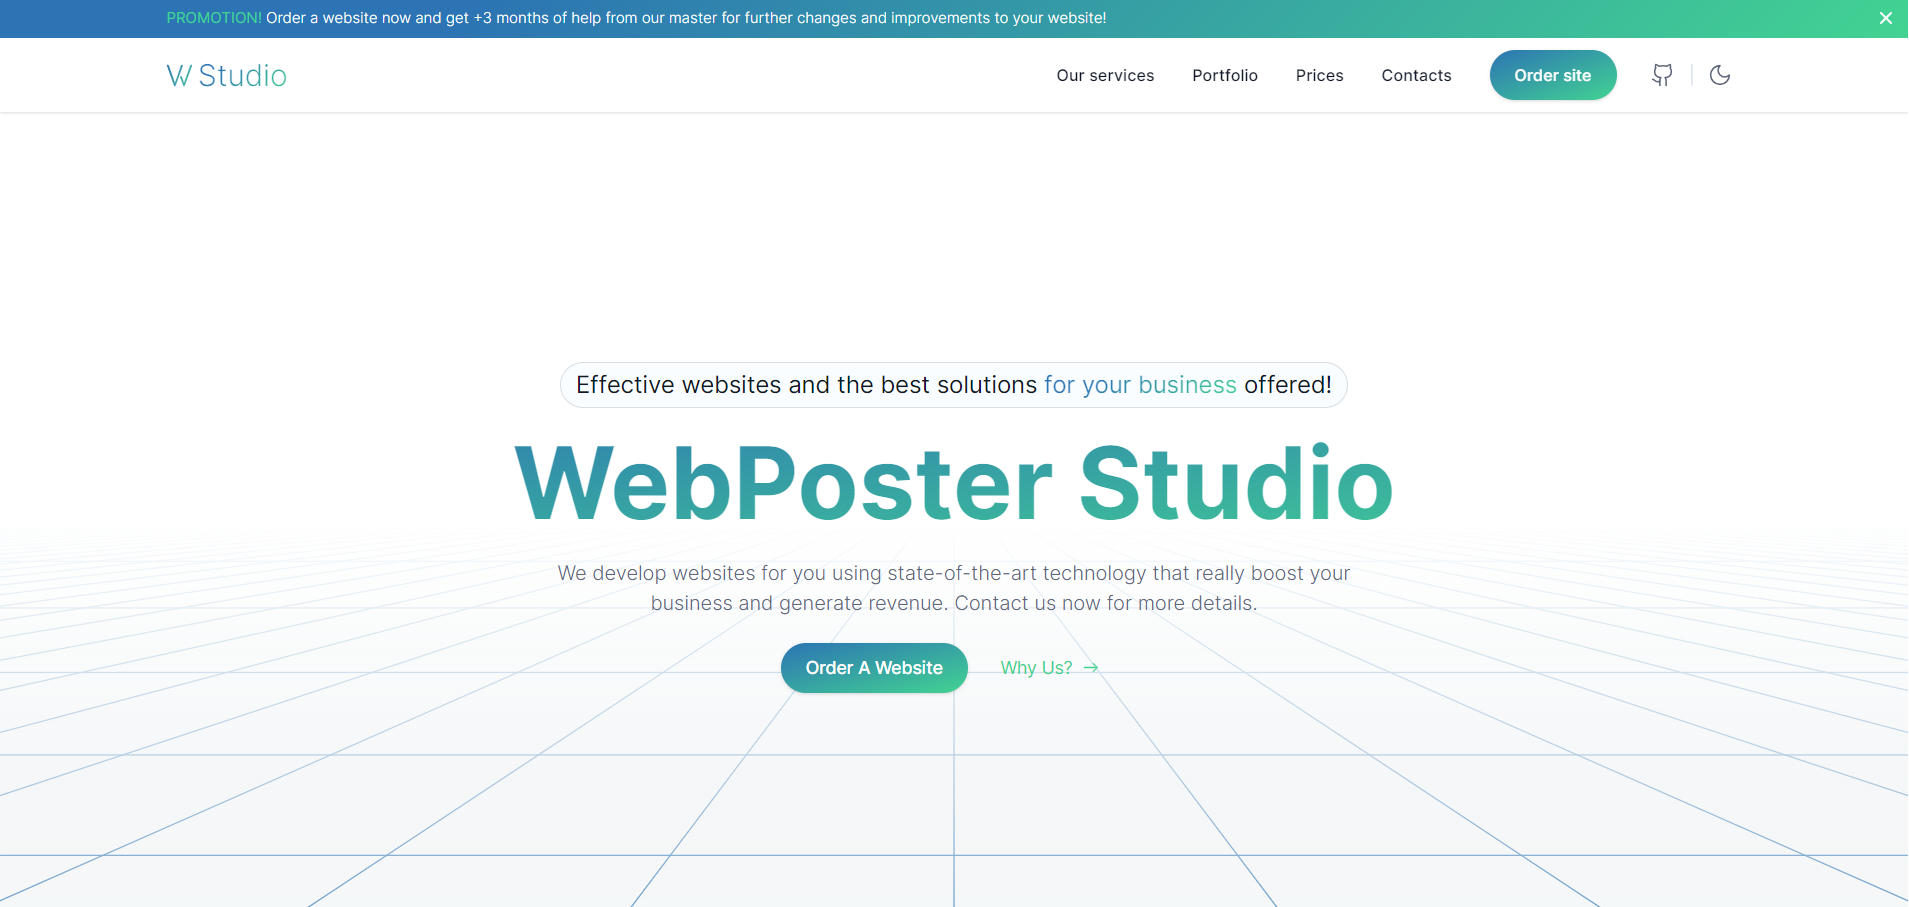 PROMOTION! Order a website now and get +3 months of help from our master for further changes and improvements to your website!
W Studio
Our services
Portfolio
Prices
Contacts
Order site
Effective websites and the best solutions for your business offered!
WebPoster Studio
We develop websites for you using state-of-the-art technology that really boost your
business and generate revenue. Contact us now for more details.
Order A Website
Why Us? →